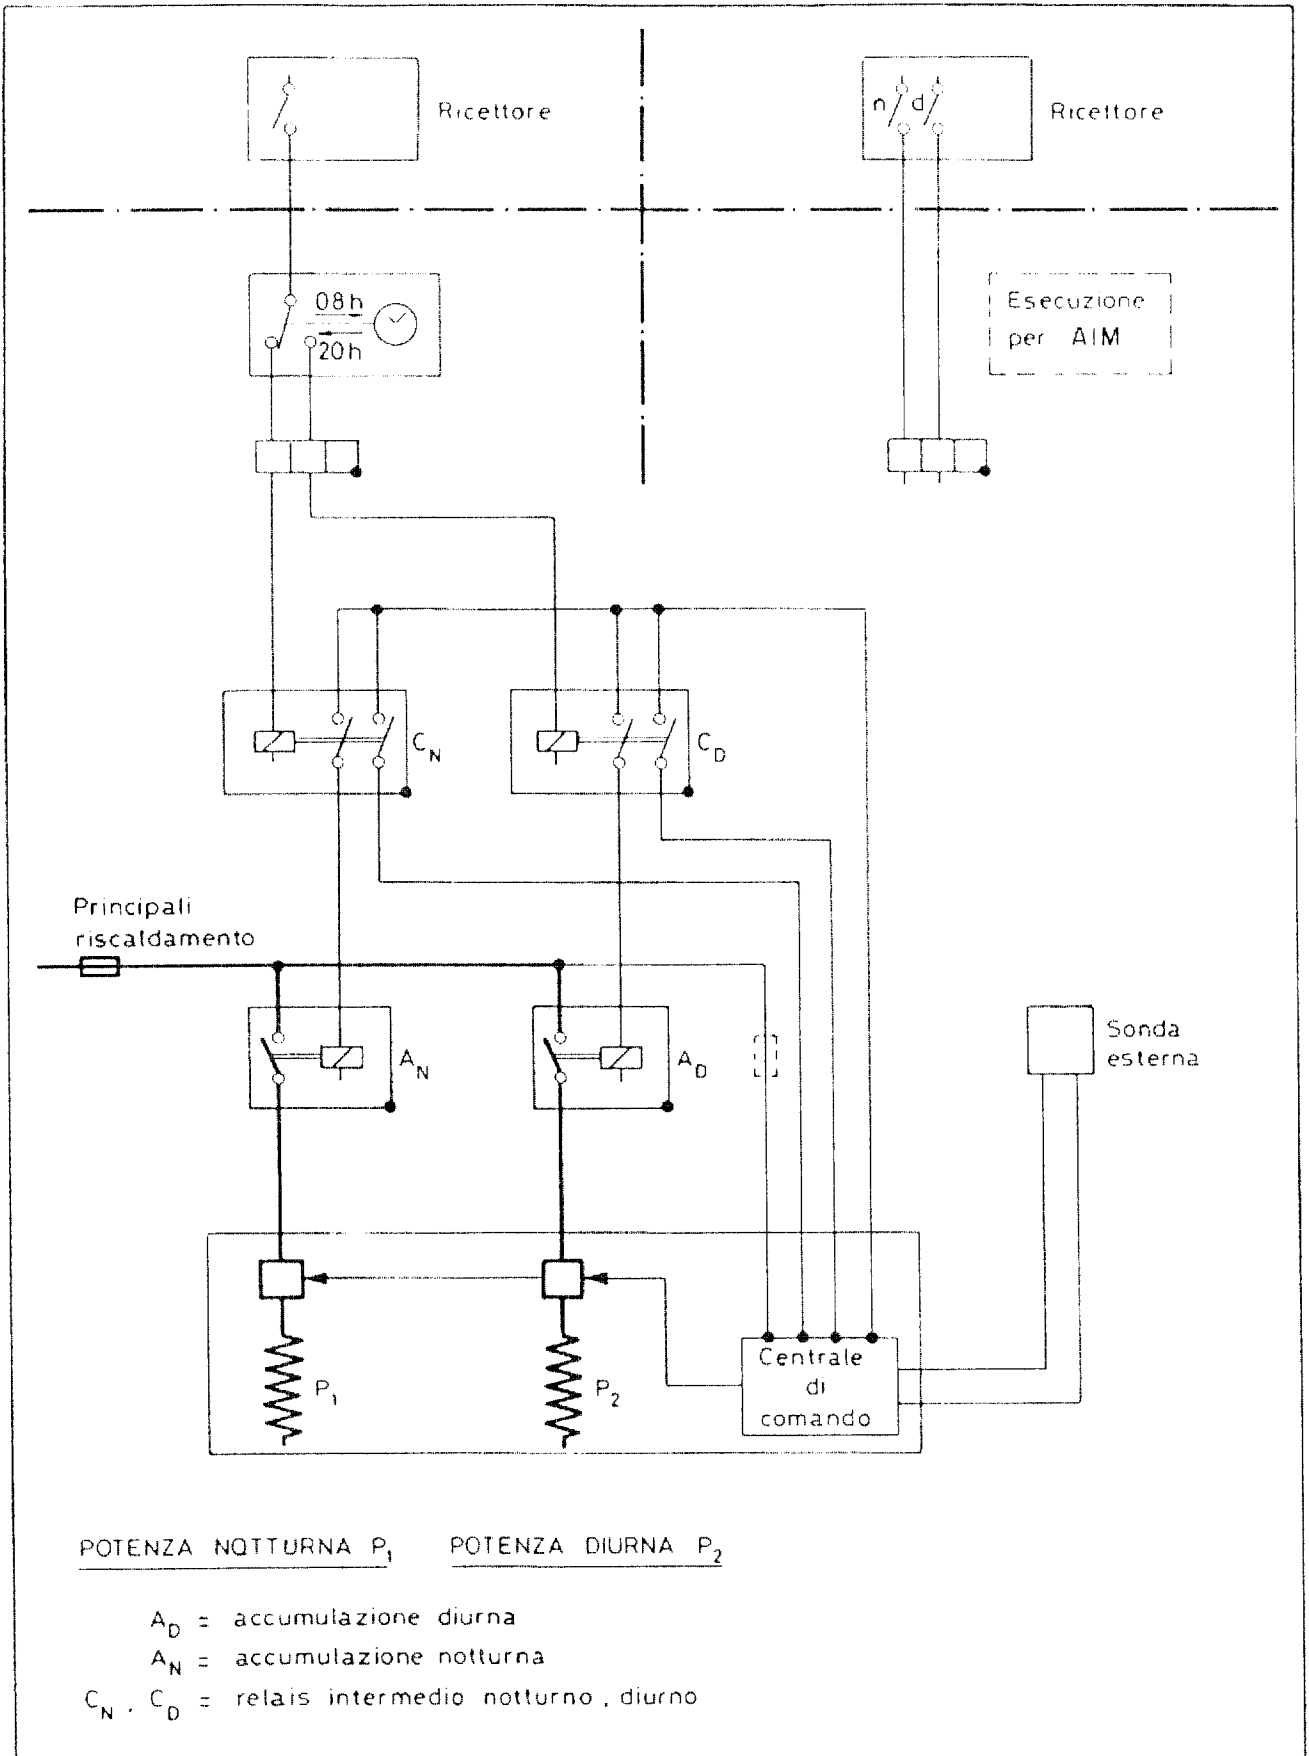 Ricettore
n d
Ricettore
08h
20h
Esecuzione
per AIM
C_N
C_D
Principali
riscaldamento
A_N
A_D
Sonda
esterna
P_1
P_2
Centrale
di
comando
POTENZA NOTTURNA P_1 POTENZA DIURNA P_2
A_D = accumulazione diurna
A_N = accumulazione notturna
C_N , C_D = relais intermedio notturno , diurno